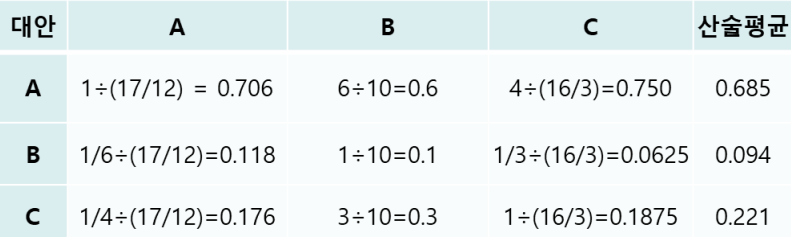 대안 A B C 산술평균
A 1÷(17/12) = 0.706 6÷10=0.6 4÷(16/3)=0.750 0.685
B 1/6÷(17/12)=0.118 1÷10=0.1 1/3÷(16/3)=0.0625 0.094
C 1/4÷(17/12)=0.176 3÷10=0.3 1÷(16/3)=0.1875 0.221